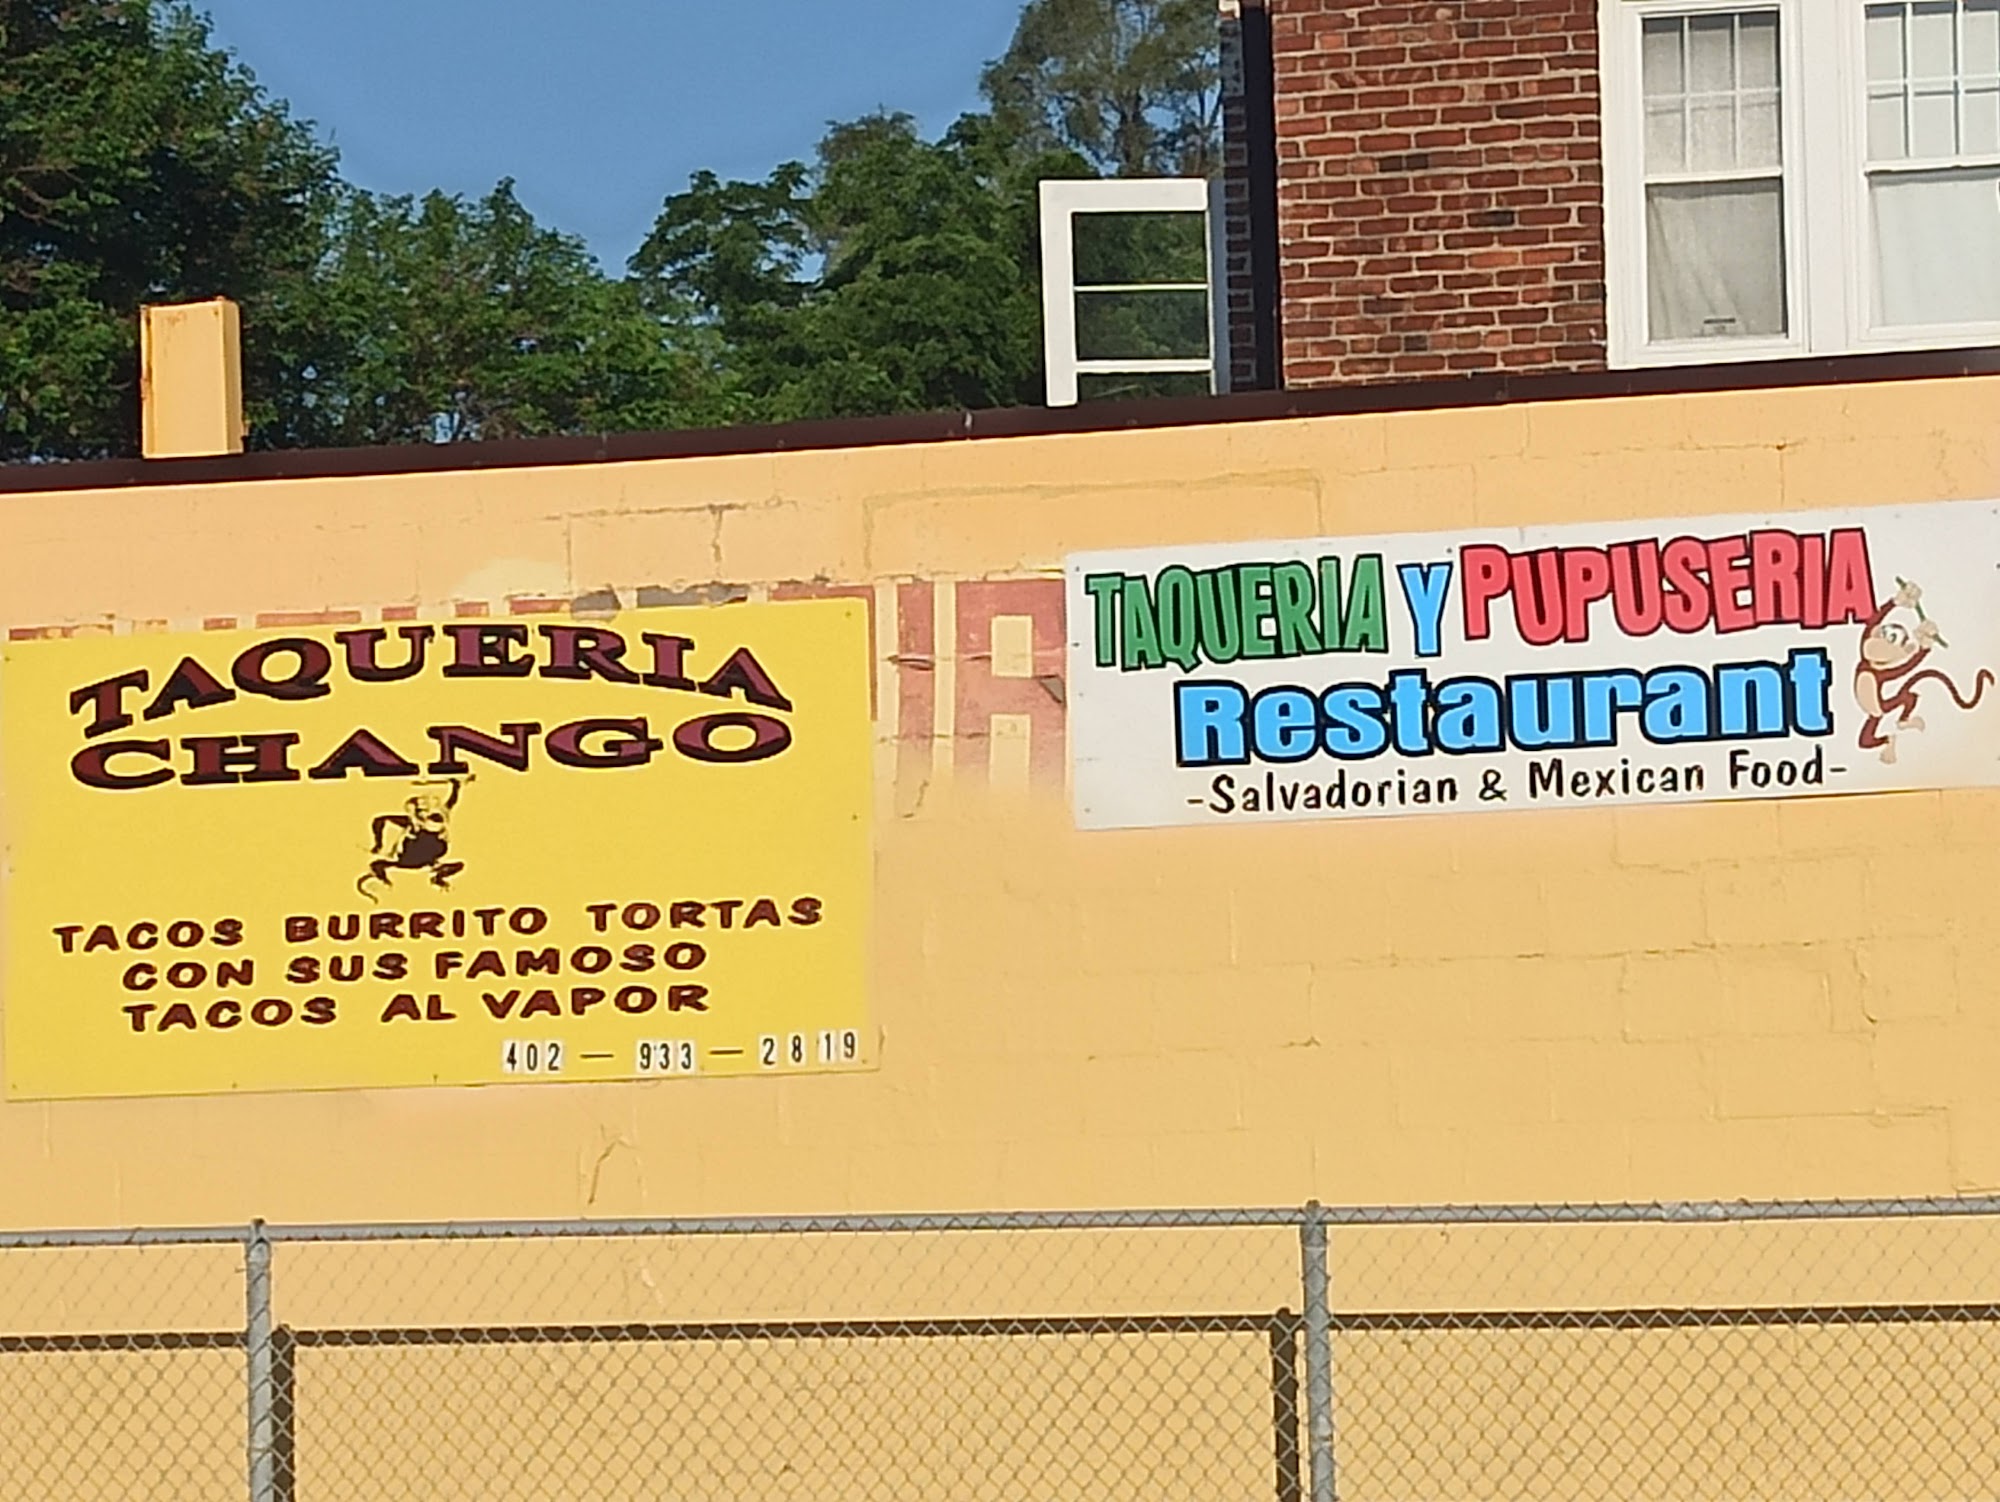 TAQUERIA
CHANGO
TACOS BURRITO TORTAS
CON SUS FAMOSO
TACOS AL VAPOR
402 — 933 — 2819
TAQUERIA Y PUPUSERIA
Restaurant
-Salvadorian & Mexican Food-